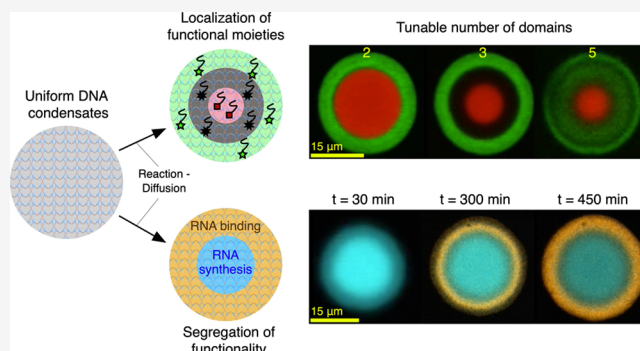 Localization of
functional moieties
Uniform DNA
condensates
Reaction -
Diffusion
RNA binding
RNA
synthesis
Segregation of
functionality
Tunable number of domains
2
3
5
15 µm
t = 30 min
t = 300 min
t = 450 min
15 µm